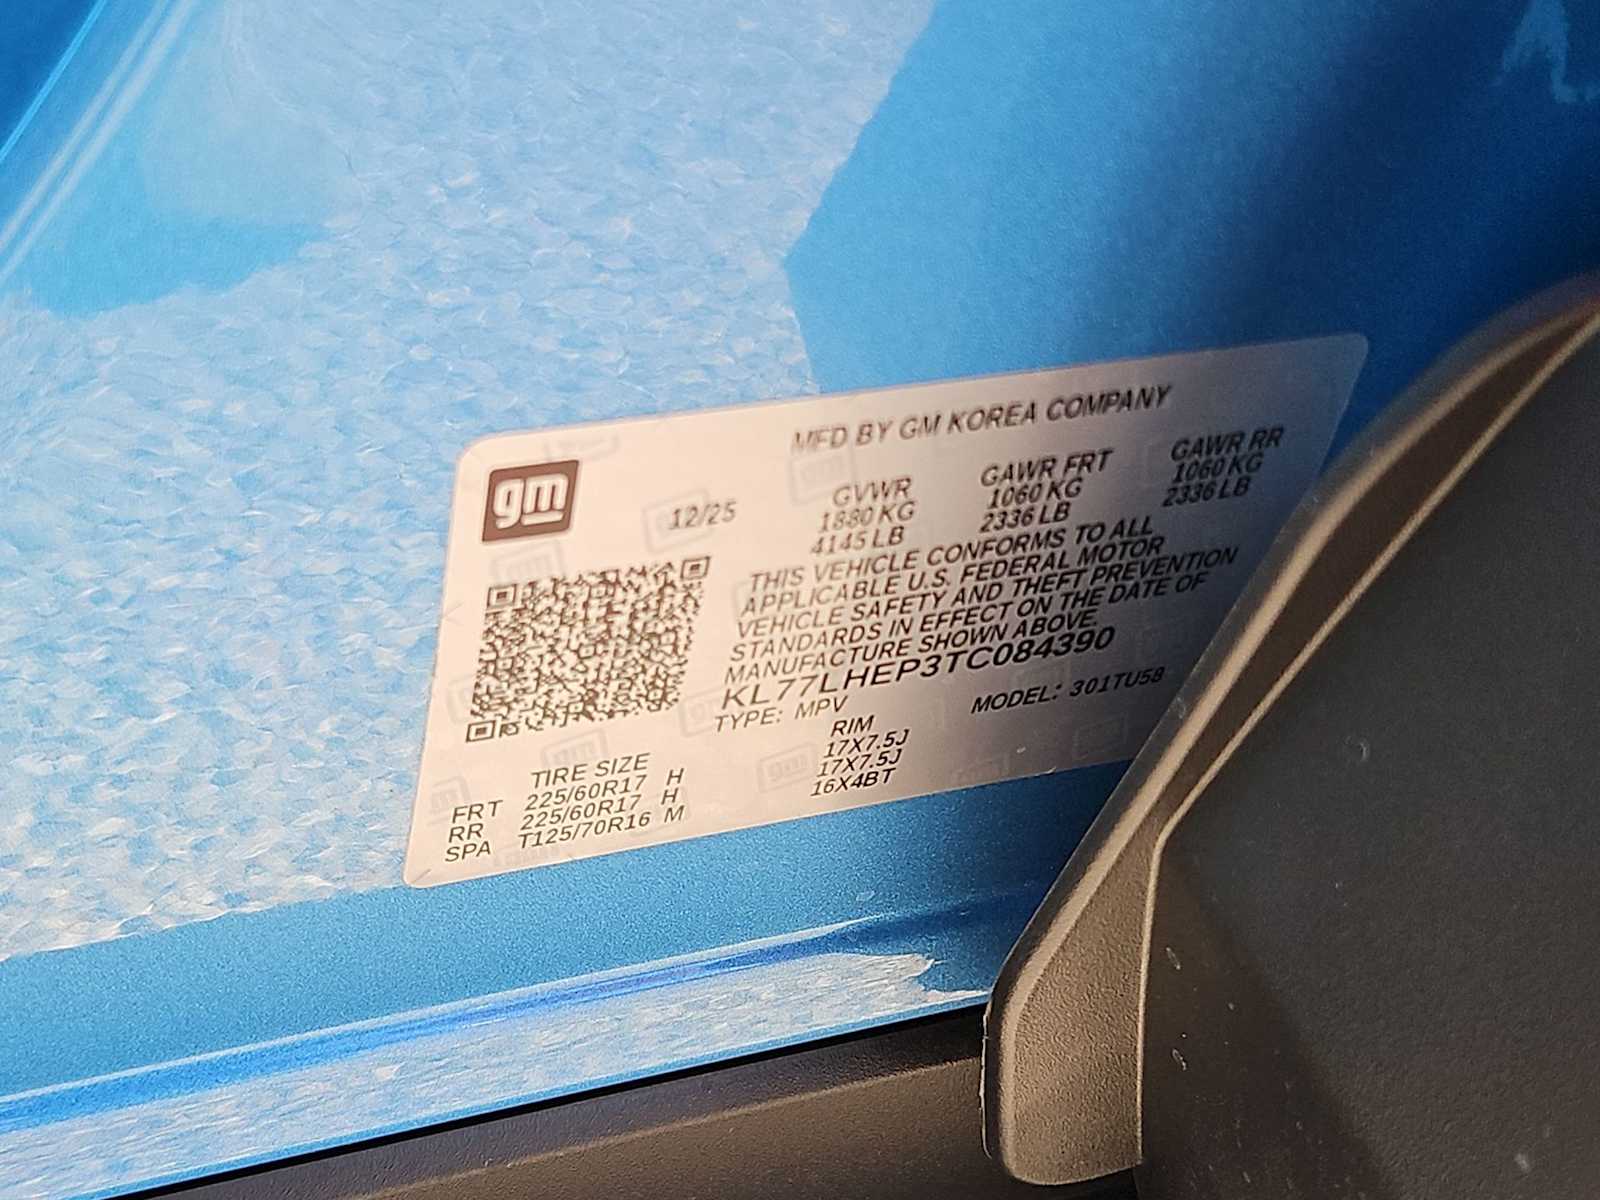 MFD BY GM KOREA COMPANY
gm
12/25
GVWR GAWR FRT GAWR RR
1880 KG 1060 KG 1060 KG
4145 LB 2336 LB 2336 LB
THIS VEHICLE CONFORMS TO ALL
APPLICABLE U.S. FEDERAL MOTOR
VEHICLE SAFETY AND THEFT PREVENTION
STANDARDS IN EFFECT ON THE DATE OF
MANUFACTURE SHOWN ABOVE.
KL77LHEP3TC084390
TYPE: MPV MODEL: 301TU58
TIRE SIZE RIM
FRT 225/60R17 H 17X7.5J
RR 225/60R17 H 17X7.5J
SPA T125/70R16 M 16X4BT